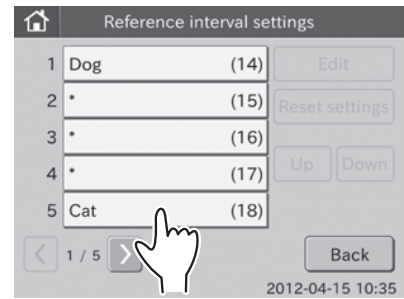 Reference interval settings
1 Dog (14) Edit
2 * (15) Reset settings
3 * (16)
4 * (17) Up Down
5 Cat (18)
1 / 5 Back
2012-04-15 10:35